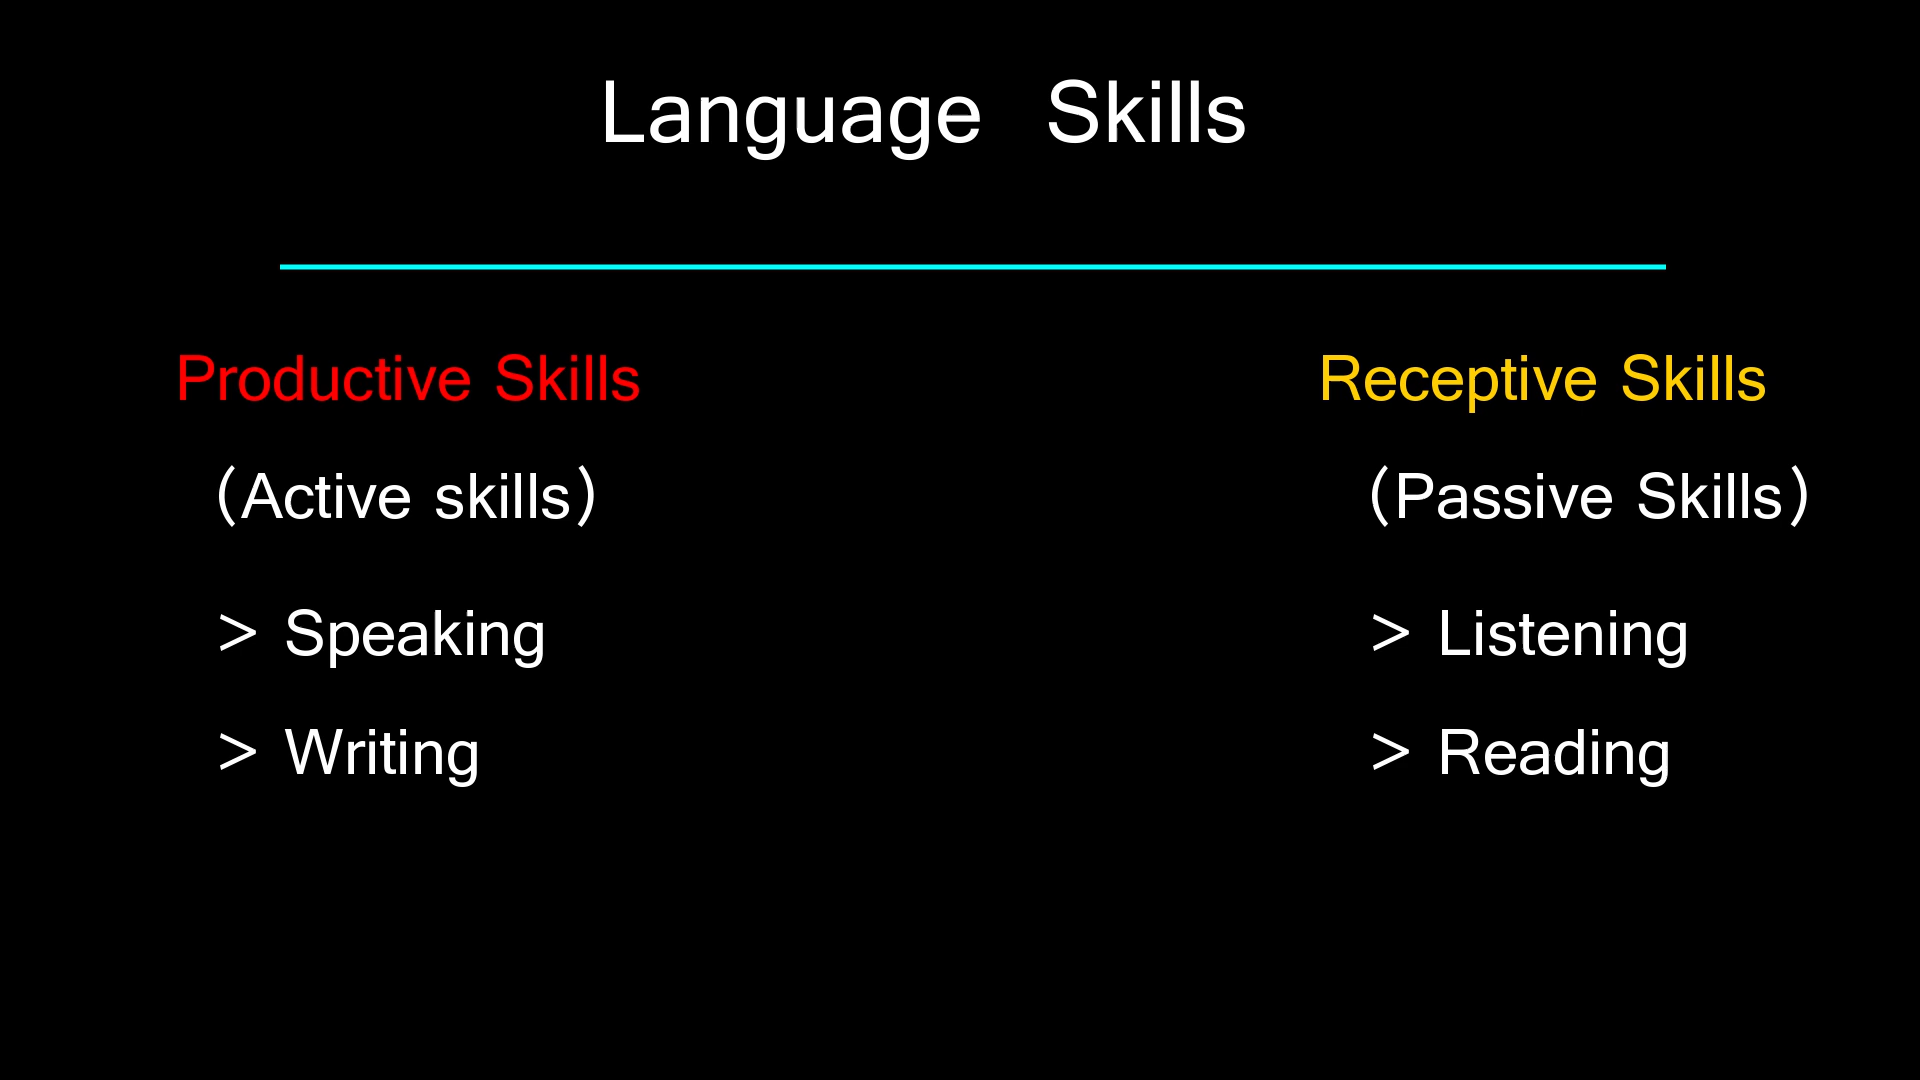 Language Skills
Productive Skills
(Active skills)
> Speaking
> Writing
Receptive Skills
(Passive Skills)
> Listening
> Reading